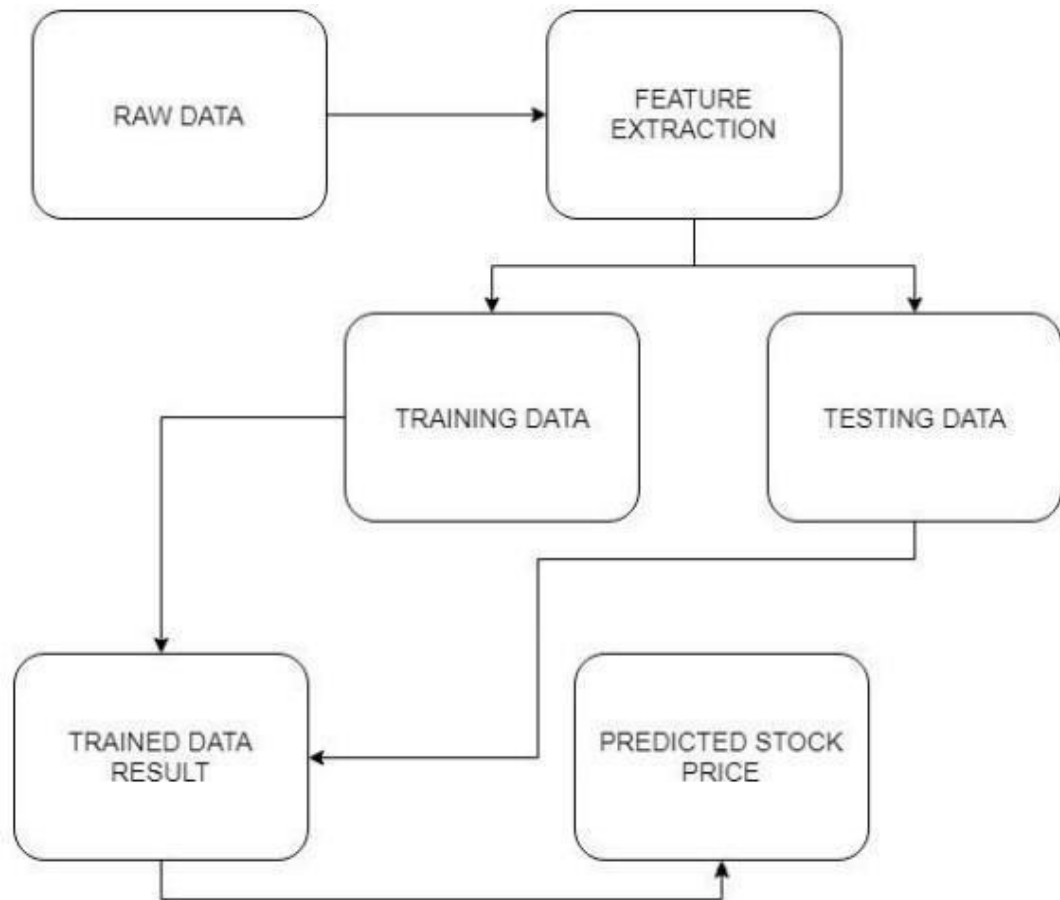 RAW DATA
FEATURE
EXTRACTION
TRAINING DATA
TESTING DATA
TRAINED DATA
RESULT
PREDICTED STOCK
PRICE